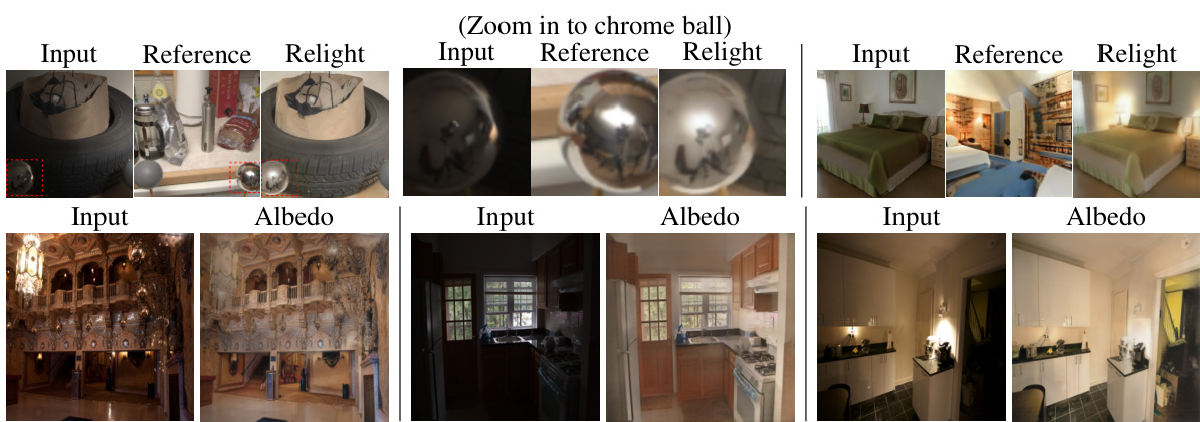 (Zoom in to chrome ball)
Input Reference Relight
Input Reference Relight
Input Reference Relight
Input Albedo
Input Albedo
Input Albedo